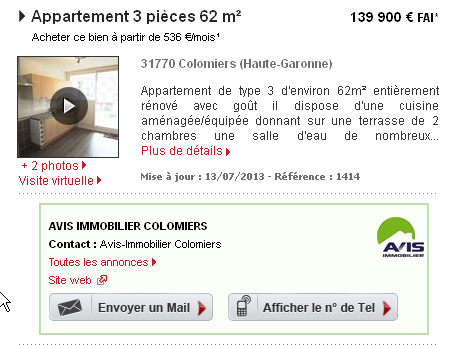 Appartement 3 pièces 62 m²
139 900 € FAI*
Acheter ce bien à partir de 536 €/mois¹
31770 Colomiers (Haute-Garonne)
Appartement de type 3 d'environ 62m² entièrement
rénové avec goût il dispose d'une cuisine
aménagée/équipée donnant sur une terrasse de 2
chambres une salle d'eau de nombreux...
Plus de détails
+ 2 photos
Visite virtuelle
Mise à jour : 13/07/2013 - Référence : 1414
AVIS IMMOBILIER COLOMIERS
Contact : Avis-Immobilier Colomiers
Toutes les annonces
Site web
AVIS
IMMOBILIER
Envoyer un Mail
Afficher le n° de Tel